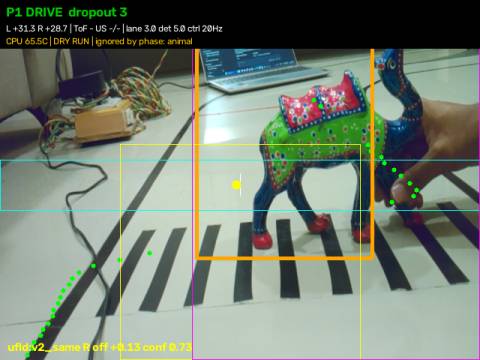 P1 DRIVE dropout 3
L +31.3 R +28.7 | ToF - US -/- | lane 3.0 det 5.0 ctrl 20Hz
CPU 65.5C | DRY RUN | ignored by phase: animal
ufld:v2_same R off +0.13 conf 0.73